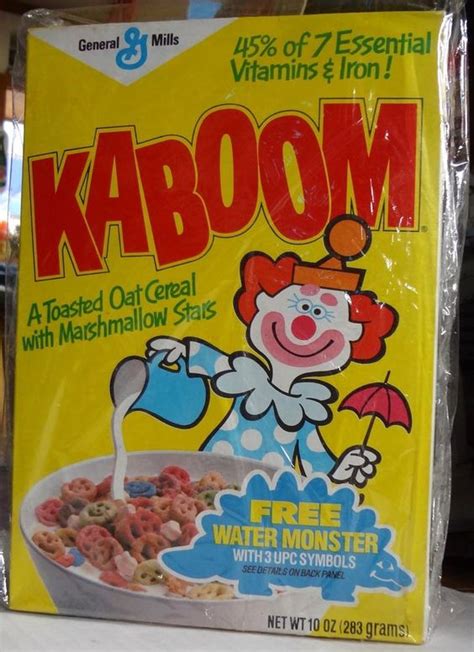 General Mills
45% of 7 Essential
Vitamins & Iron!
KABOOM
A Toasted Oat Cereal
with Marshmallow Stars
FREE
WATER MONSTER
WITH 3 UPC SYMBOLS
SEE DETAILS ON BACK PANEL
NET WT 10 OZ (283 grams)